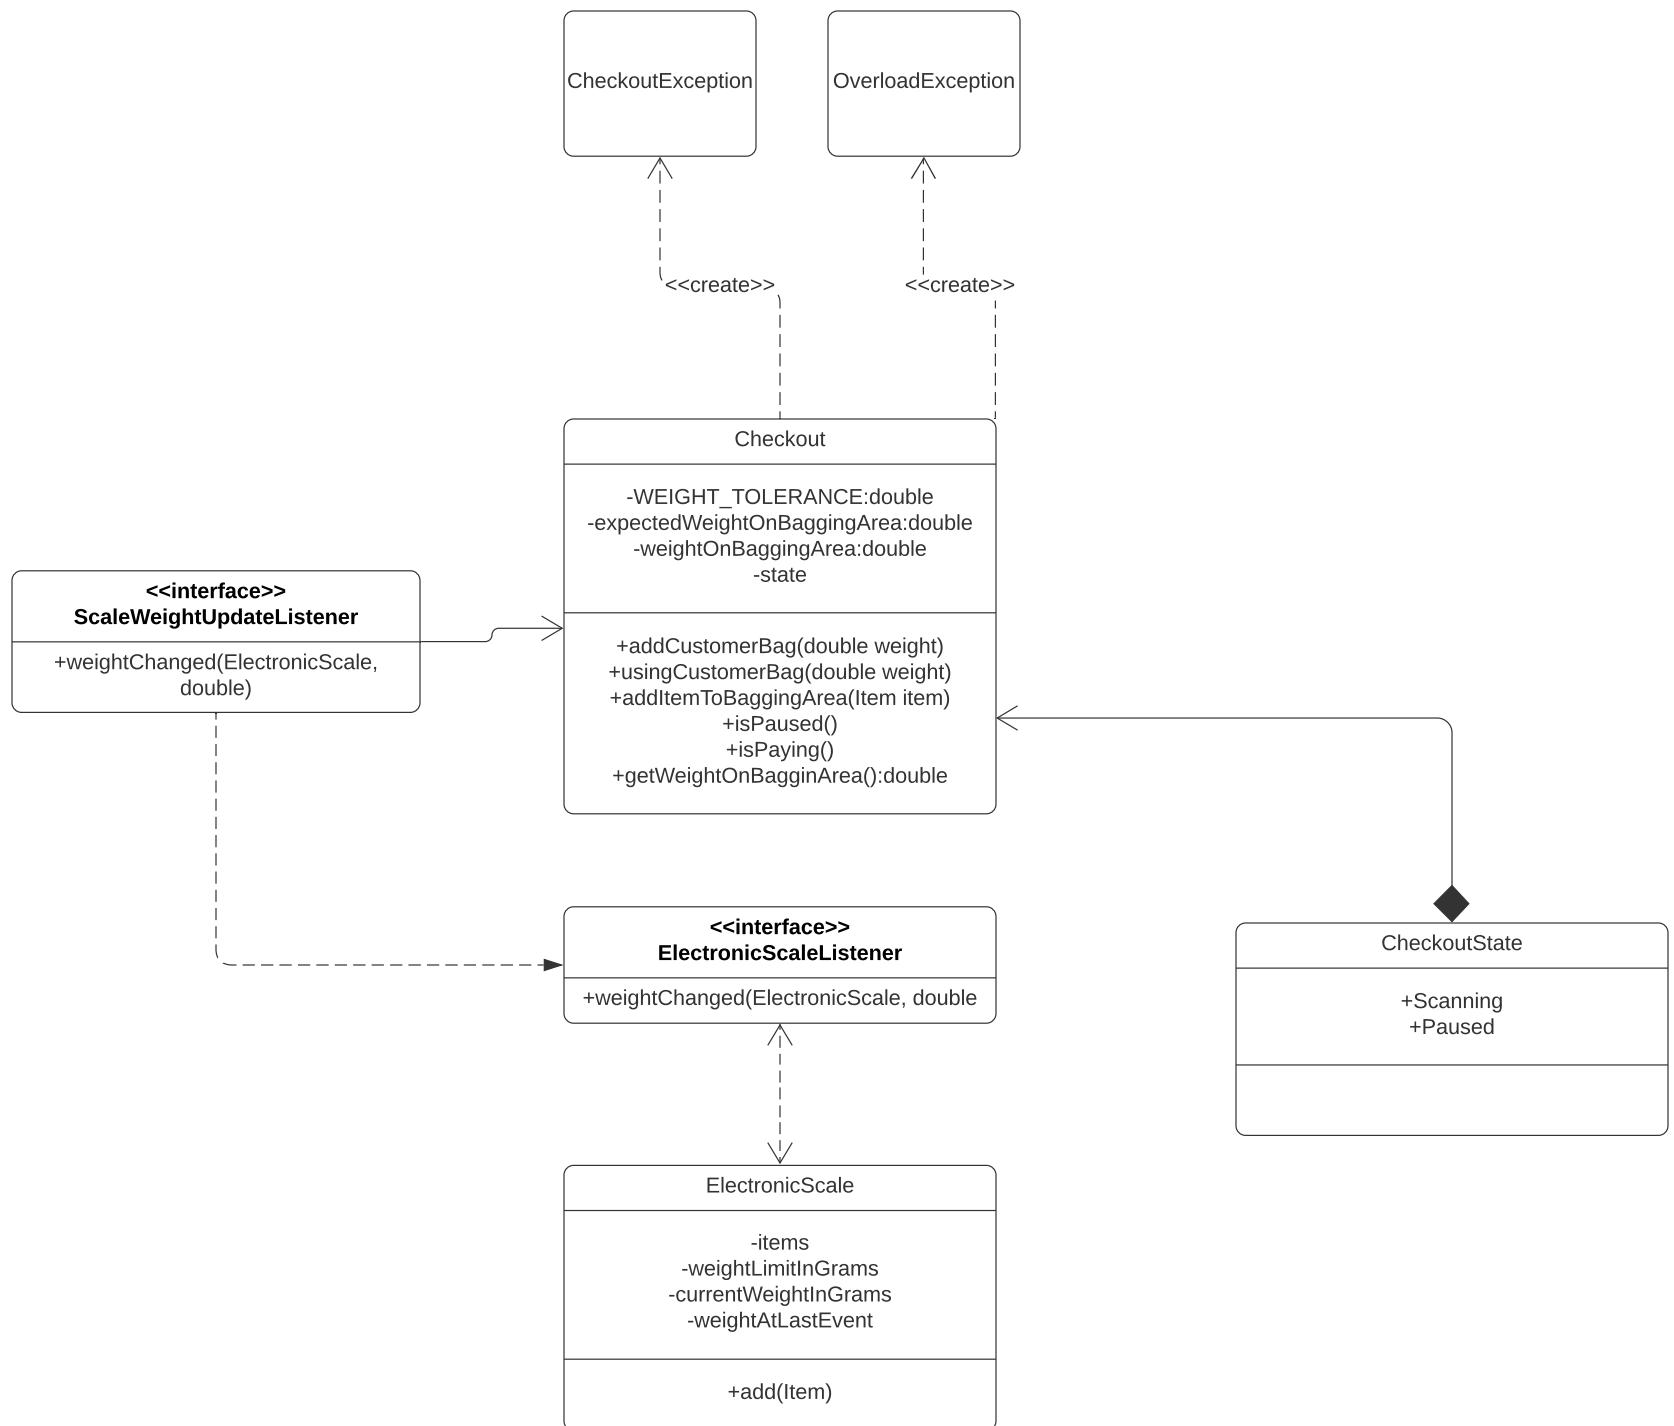 CheckoutException
OverloadException
<<create>>
<<create>>
Checkout
-WEIGHT_TOLERANCE:double
-expectedWeightOnBaggingArea:double
-weightOnBaggingArea:double
-state
+addCustomerBag(double weight)
+usingCustomerBag(double weight)
+addItemToBaggingArea(Item item)
+isPaused()
+isPaying()
+getWeightOnBagginArea():double
<<interface>>
ScaleWeightUpdateListener
+weightChanged(ElectronicScale,
double)
<<interface>>
ElectronicScaleListener
+weightChanged(ElectronicScale, double
CheckoutState
+Scanning
+Paused
ElectronicScale
-items
-weightLimitInGrams
-currentWeightInGrams
-weightAtLastEvent
+add(Item)